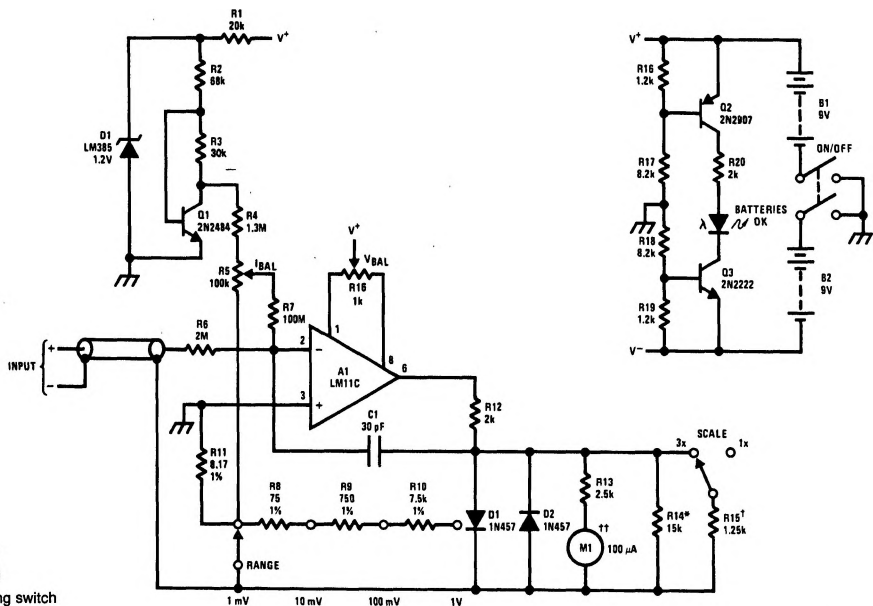 R1
20k
V+
R2
68k
D1
LM385
1.2V
R3
30k
Q1
2N2484
R4
1.3M
R5
100k
IBAL
V+
VBAL
R16
1k
R7
100M
R6
2M
INPUT
+
−
2
−
1
8
A1
LM11C
6
3
+
R12
2k
C1
30 pF
R11
8.17
1%
R8
75
1%
R9
750
1%
R10
7.5k
1%
D1
1N457
D2
1N457
R13
2.5k
M1
††
100 μA
R14*
15k
SCALE
3x
1x
R15†
1.25k
RANGE
1 mV
10 mV
100 mV
1V
ng switch
V+
R16
1.2k
Q2
2N2907
R17
8.2k
R20
2k
λ
BATTERIES
OK
R18
8.2k
Q3
2N2222
R19
1.2k
V−
B1
9V
ON/OFF
B2
9V